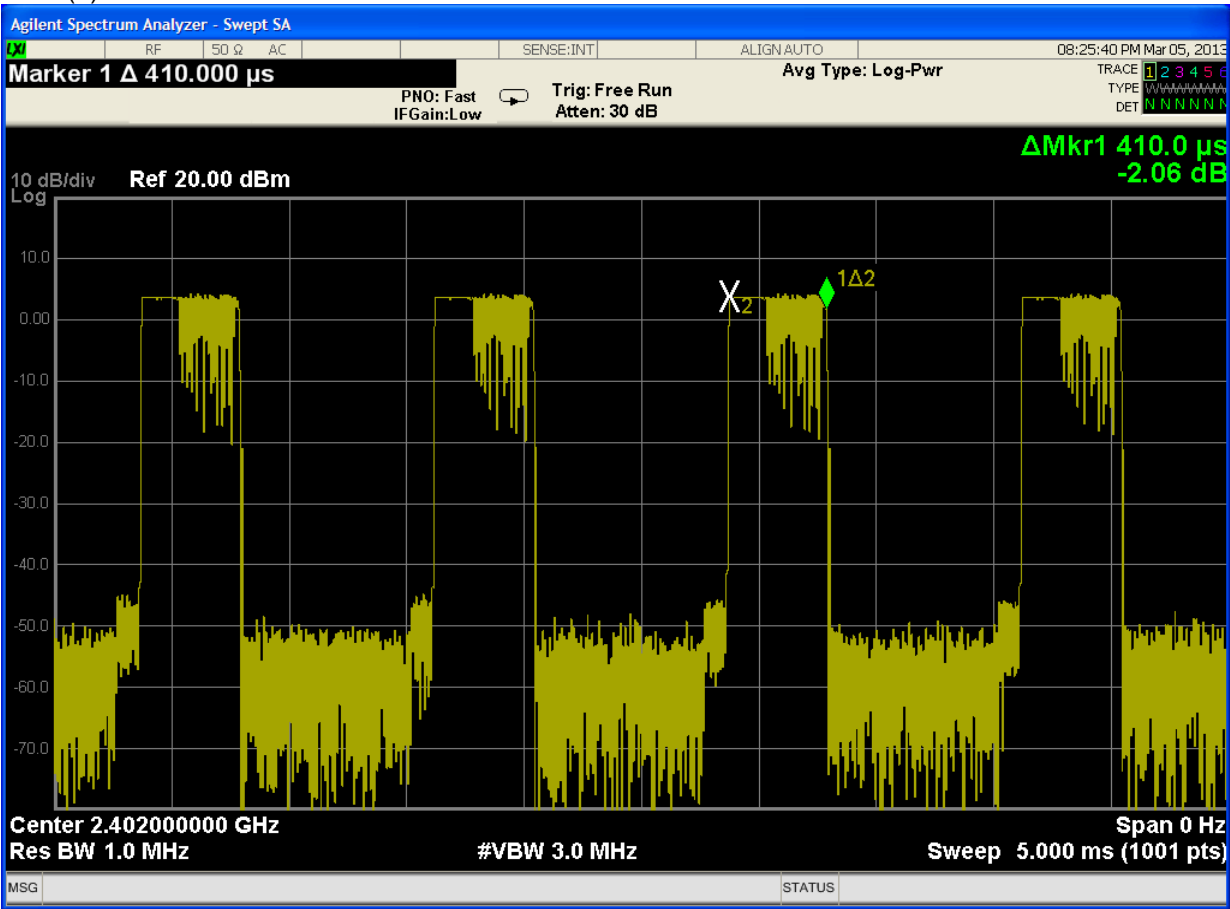 Agilent Spectrum Analyzer - Swept SA
LXI RF 50 Ω AC SENSE:INT ALIGN AUTO 08:25:40 PM Mar 05, 2013
Marker 1 Δ 410.000 µs
PNO: Fast
IFGain:Low
Trig: Free Run
Atten: 30 dB
Avg Type: Log-Pwr
TRACE 1 2 3 4 5 6
TYPE WWWWWW
DET N N N N N N
ΔMkr1 410.0 µs
-2.06 dB
10 dB/div Ref 20.00 dBm
Log
10.0
0.00
-10.0
-20.0
-30.0
-40.0
-50.0
-60.0
-70.0
X2
1Δ2
Center 2.402000000 GHz Span 0 Hz
Res BW 1.0 MHz #VBW 3.0 MHz Sweep 5.000 ms (1001 pts)
MSG STATUS